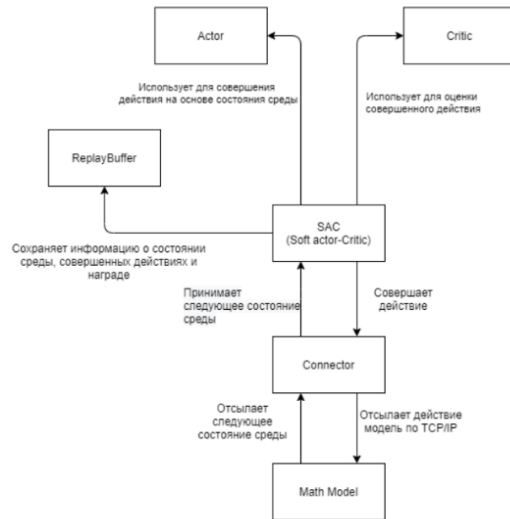 Actor
Critic
Использует для совершения
действия на основе состояния среды
Использует для оценки
совершенного действия
ReplayBuffer
SAC
(Soft actor-Critic)
Сохраняет информацию о состоянии
среды, совершенных действиях и
награде
Принимает
следующее состояние
среды
Совершает
действие
Connector
Отсылает
следующее
состояние среды
Отсылает действие
модель по TCP/IP
Math Model